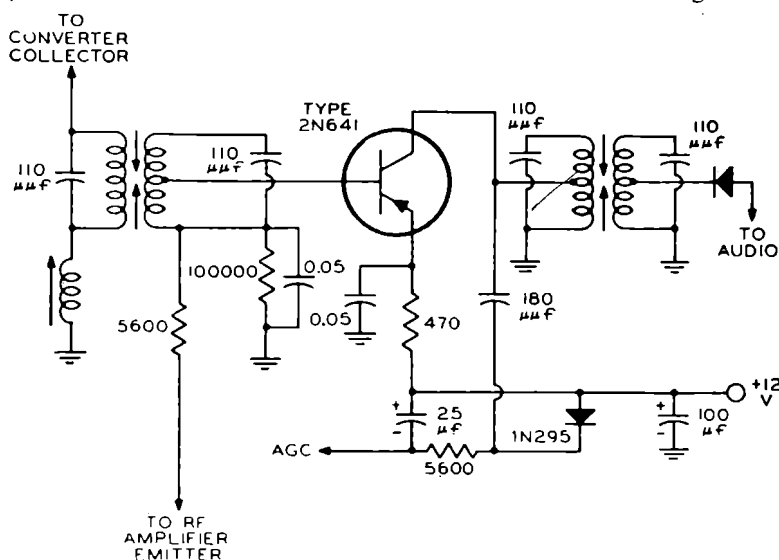 TO
CONVERTER
COLLECTOR
TYPE
2N641
110
μμf
110
μμf
110
μμf
110
μμf
TO
AUDIO
100000
0.05
0.05
470
180
μμf
5600
+12
V
25
μf
1N295
100
μf
+
-
+
-
AGC
5600
TO RF
AMPLIFIER
EMITTER